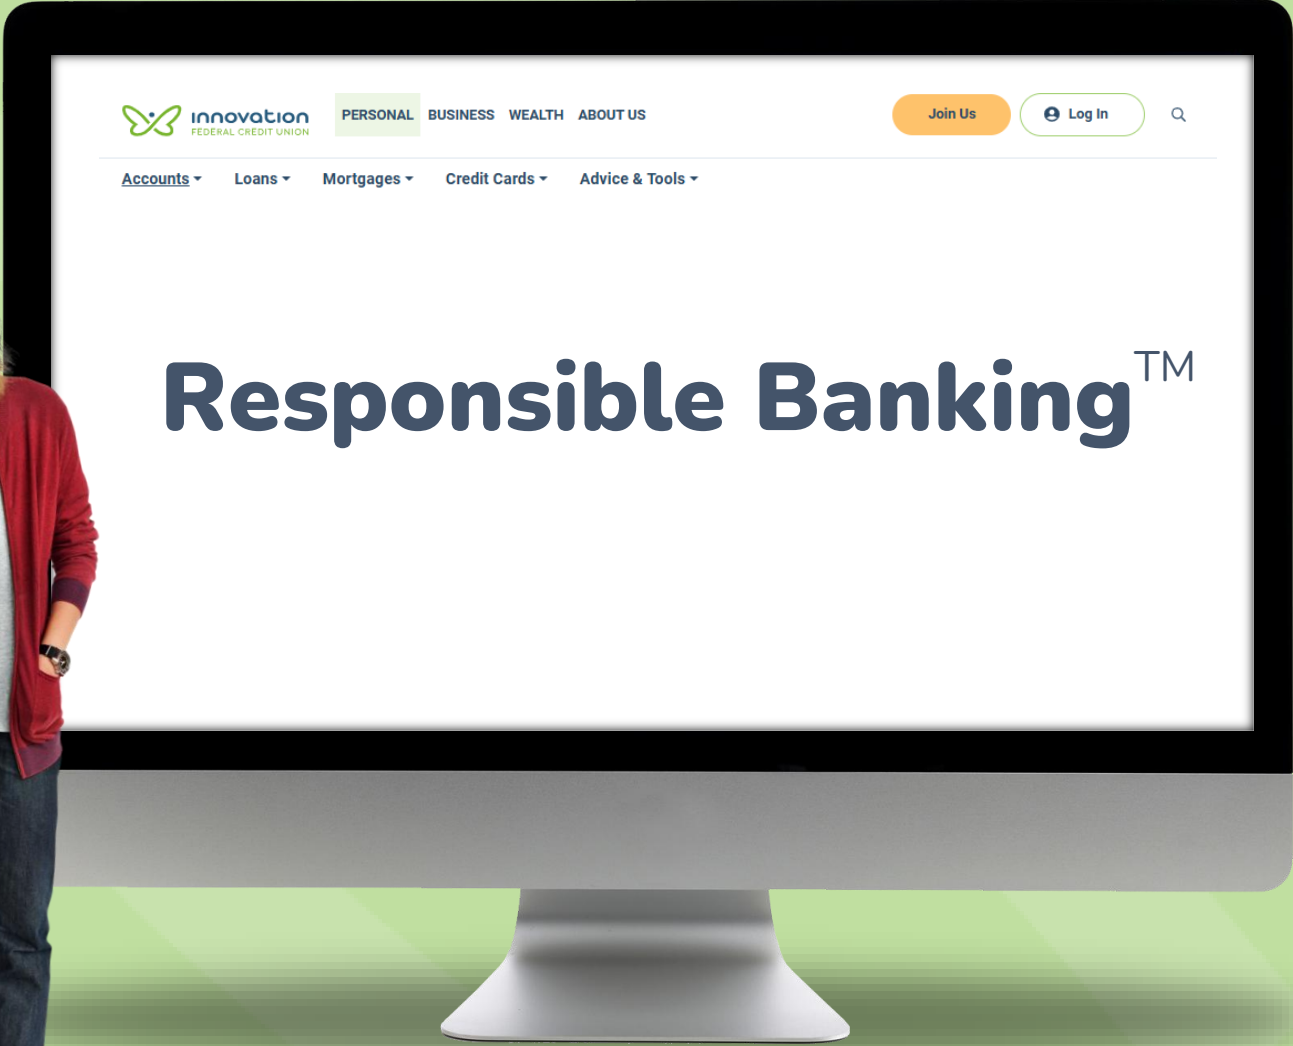 innovation
FEDERAL CREDIT UNION
PERSONAL BUSINESS WEALTH ABOUT US
Join Us
Log In
Accounts Loans Mortgages Credit Cards Advice & Tools
Responsible Banking™